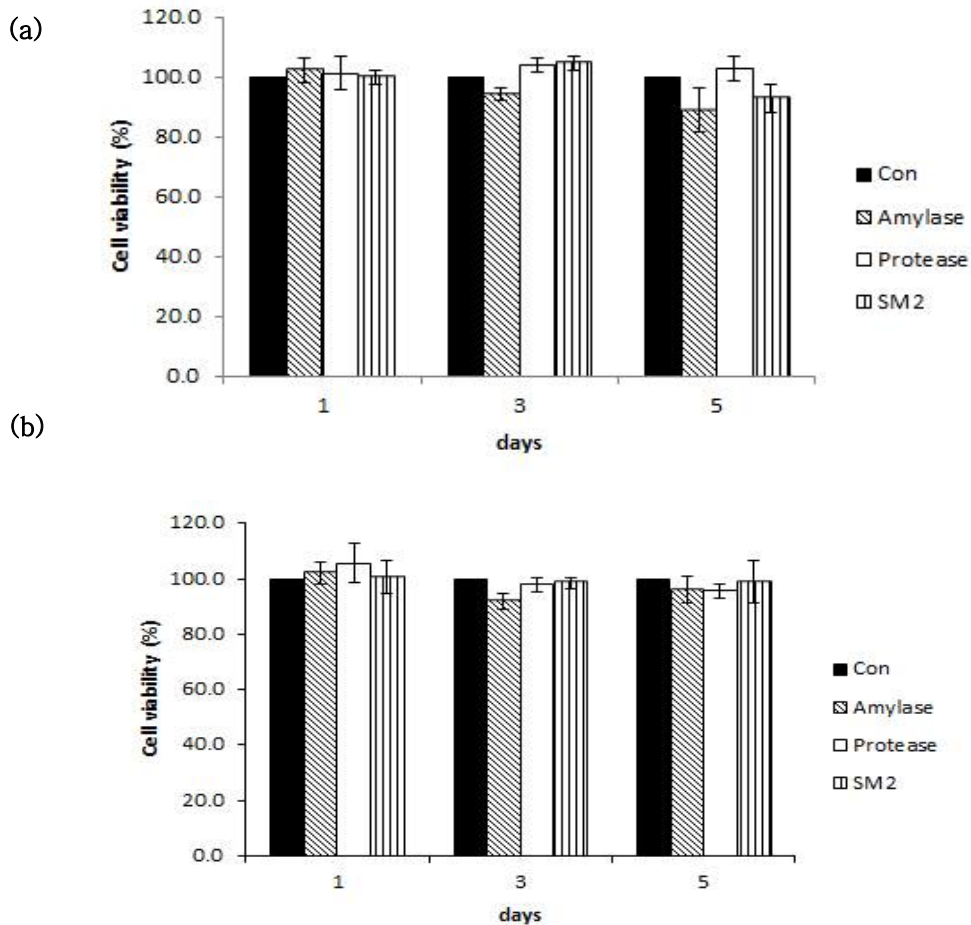 (a)
120.0
100.0
80.0
60.0
40.0
20.0
0.0
Cell viability (%)
1 3 5
days
Con
Amylase
Protease
SM2
(b)
120.0
100.0
80.0
60.0
40.0
20.0
0.0
Cell viability (%)
1 3 5
days
Con
Amylase
Protease
SM2